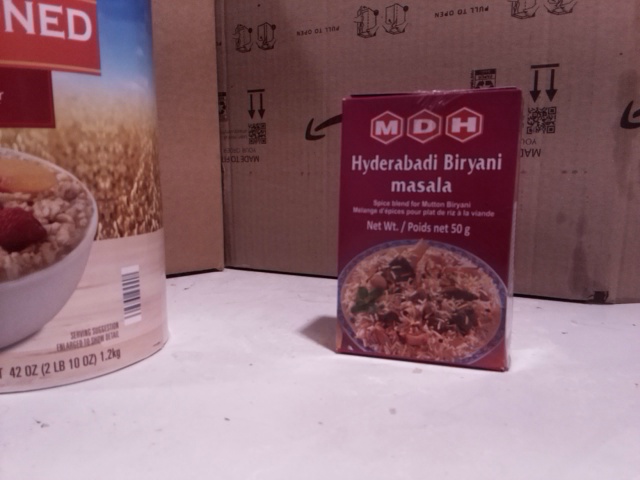 NED
SERVING SUGGESTION
ENLARGED TO SHOW DETAIL
42 OZ (2 LB 10 OZ) 1.2kg
MDH
Hyderabadi Biryani
masala
Spice blend for Mutton Biryani
Mélange d'épices pour plat de riz à la viande
Net Wt. / Poids net 50 g
PULL TO OPEN
PULL TO OPEN